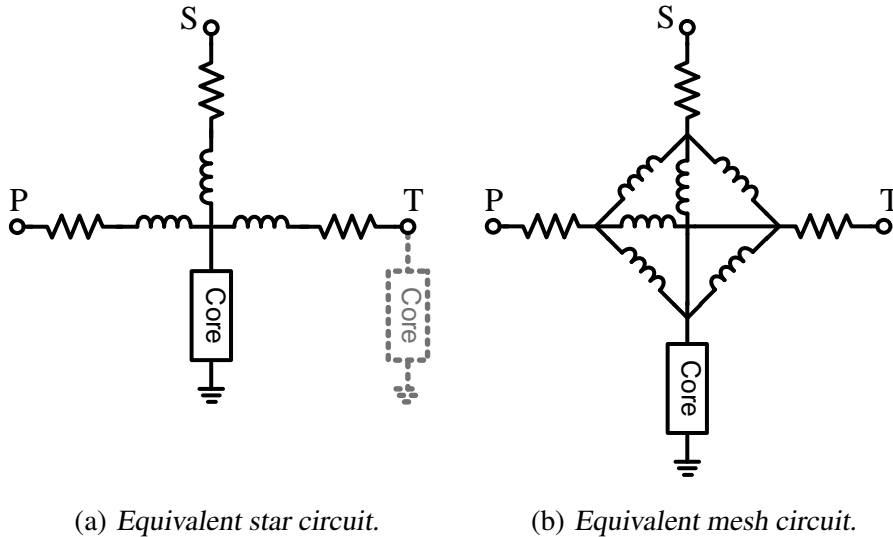 S
S
P
T
P
T
Core
Core
Core
(a) Equivalent star circuit.
(b) Equivalent mesh circuit.